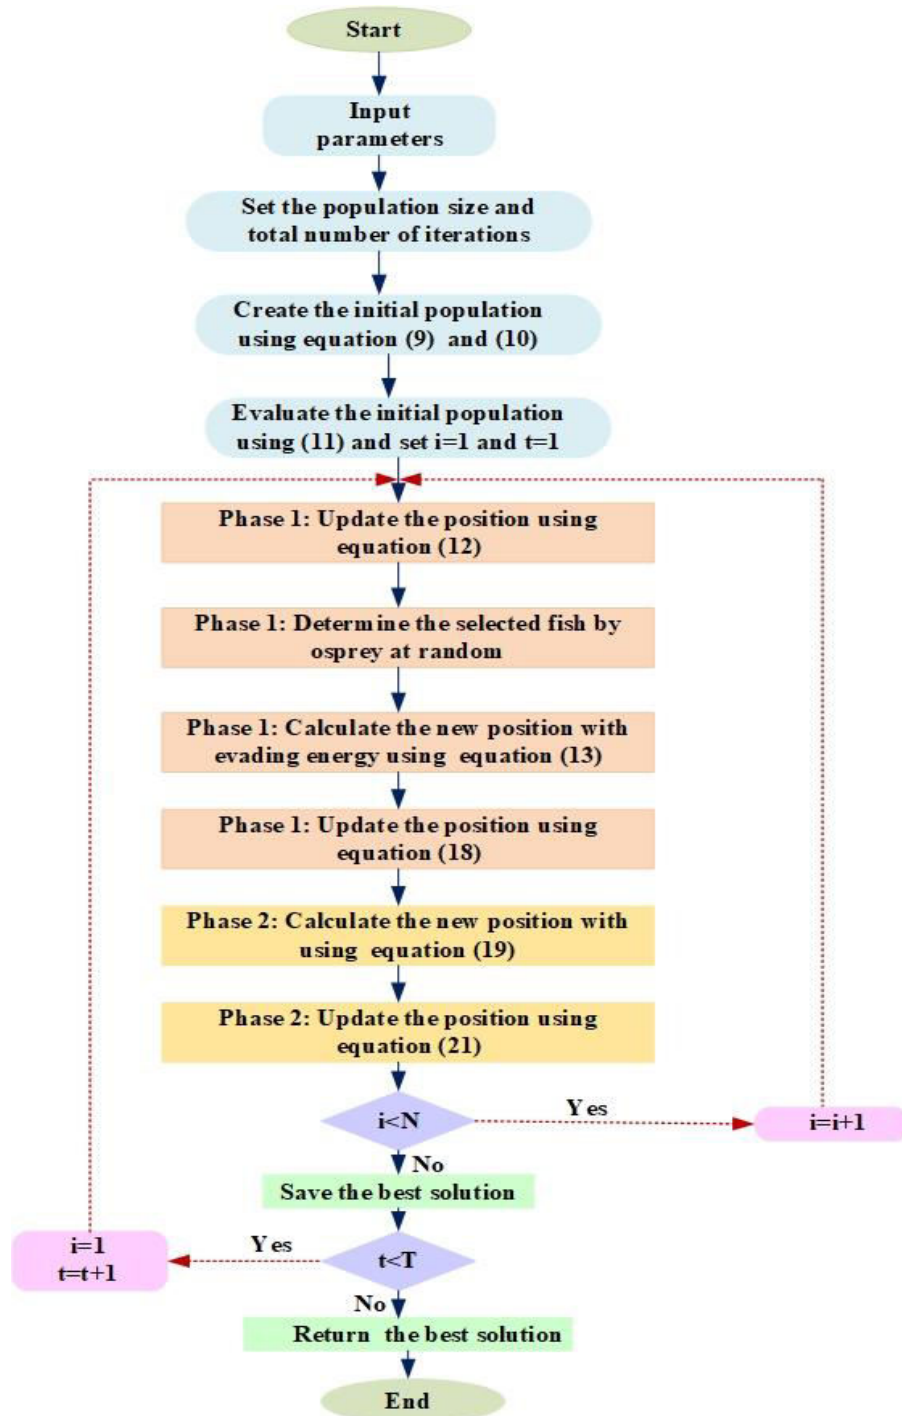 Start
Input
parameters
Set the population size and
total number of iterations
Create the initial population
using equation (9) and (10)
Evaluate the initial population
using (11) and set i=1 and t=1
Phase 1: Update the position using
equation (12)
Phase 1: Determine the selected fish by
osprey at random
Phase 1: Calculate the new position with
evading energy using equation (13)
Phase 1: Update the position using
equation (18)
Phase 2: Calculate the new position with
using equation (19)
Phase 2: Update the position using
equation (21)
i<N
Yes
i=i+1
No
Save the best solution
i=1
t=t+1
Yes
t<T
No
Return the best solution
End